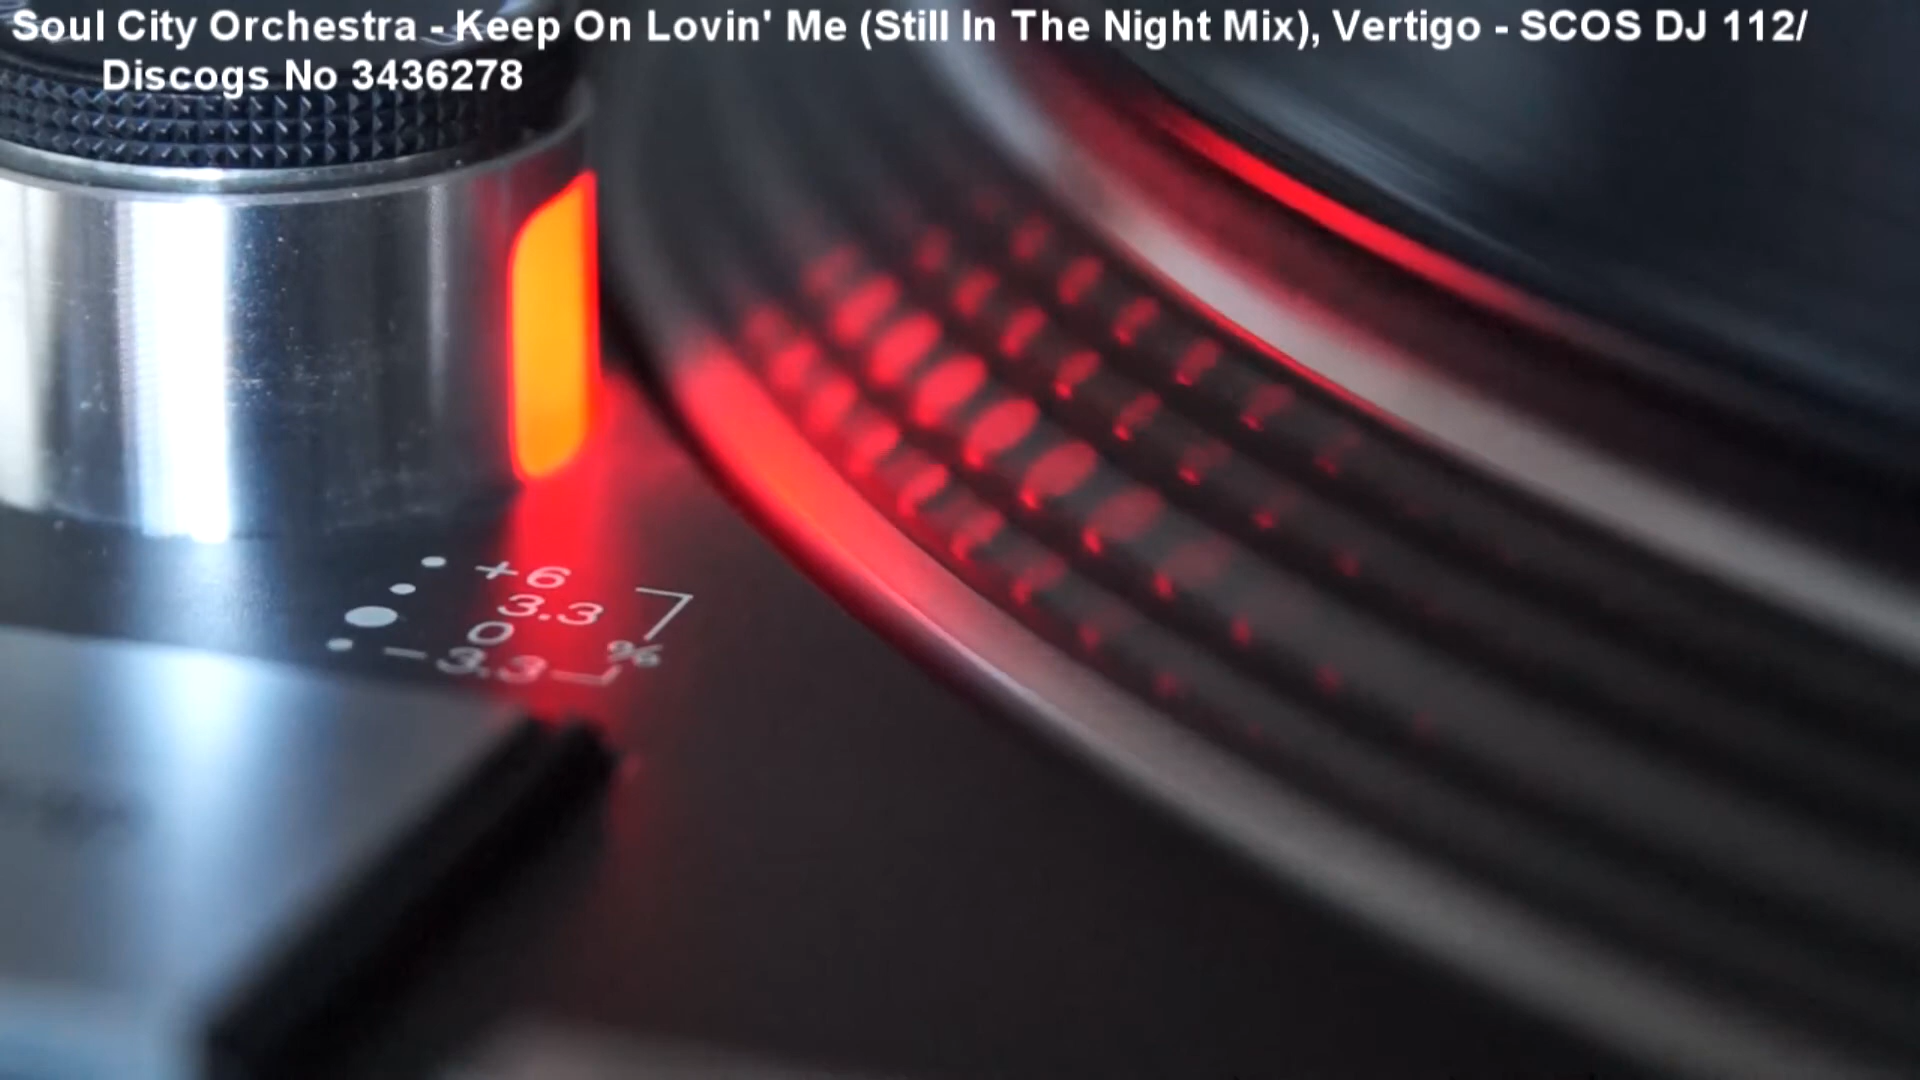 Soul City Orchestra - Keep On Lovin' Me (Still In The Night Mix), Vertigo - SCOS DJ 112/
Discogs No 3436278
+6
3.3
0
-3.3
%